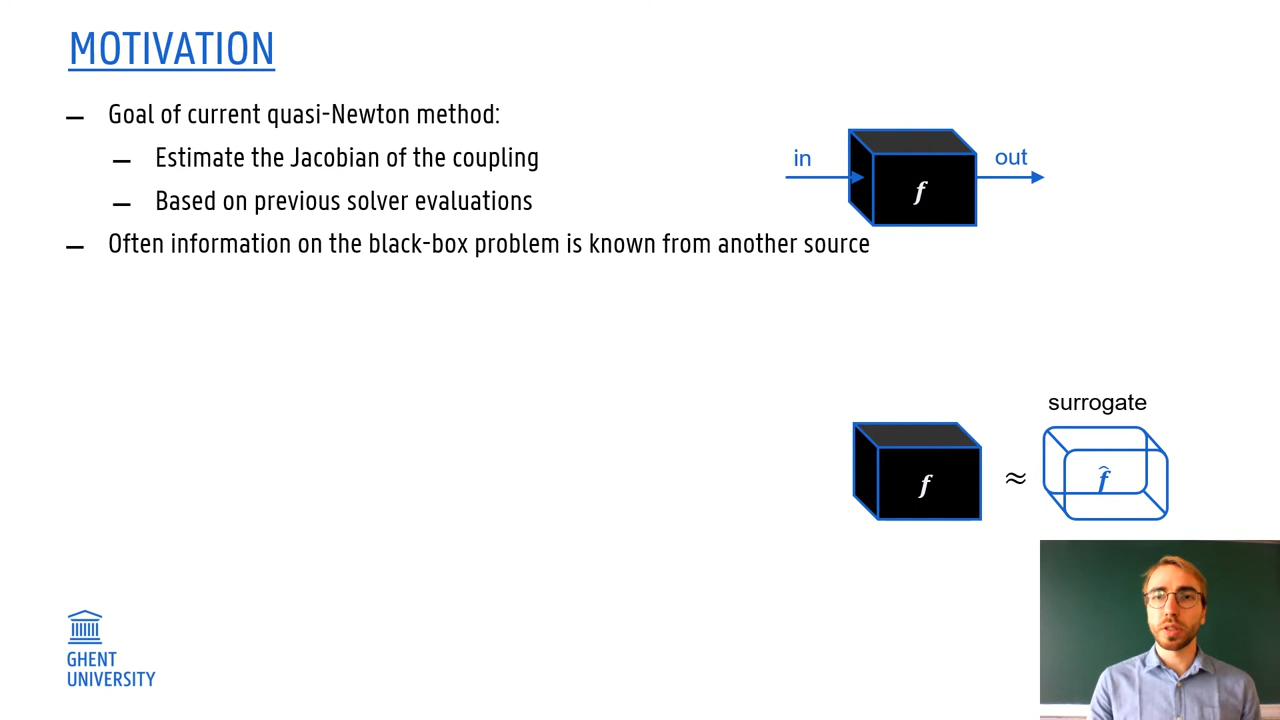 MOTIVATION
– Goal of current quasi-Newton method:
– Estimate the Jacobian of the coupling
– Based on previous solver evaluations
– Often information on the black-box problem is known from another source
in
f
out
surrogate
f
≈
f̂
GHENT
UNIVERSITY